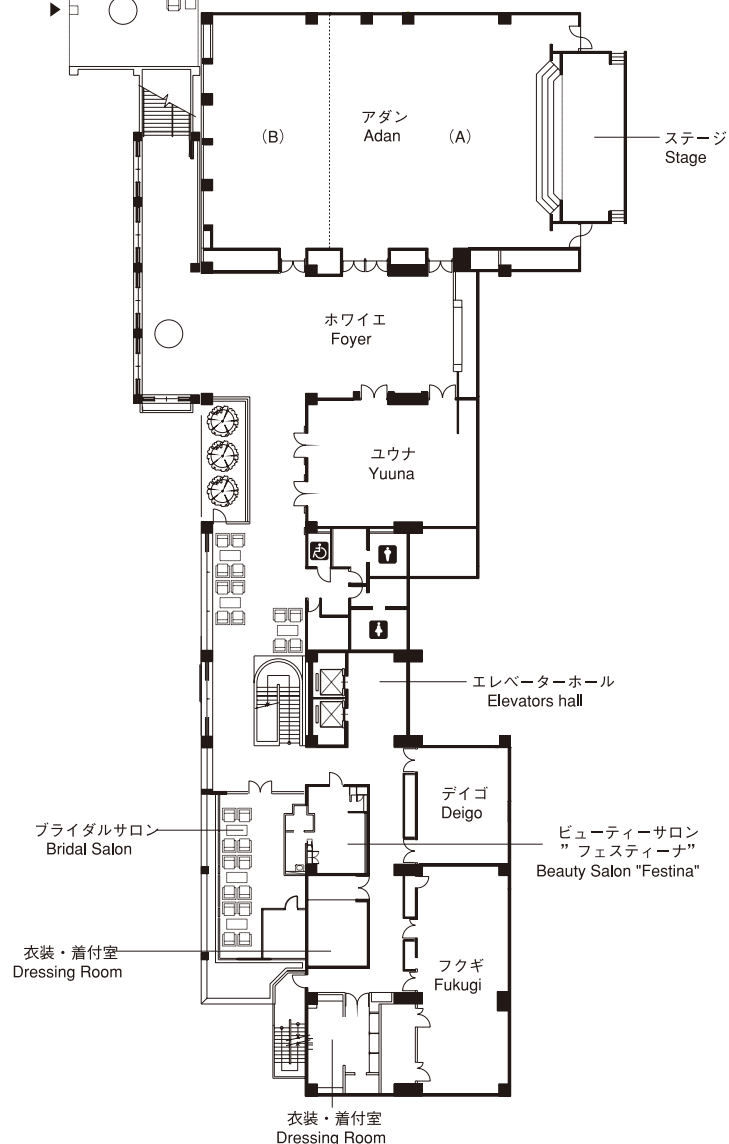 アダン
(B)
Adan
(A)
ステージ
Stage
ホワイエ
Foyer
ユウナ
Yuuna
エレベーターホール
Elevators hall
デイゴ
Deigo
ブライダルサロン
Bridal Salon
ビューティーサロン
”フェスティーナ”
Beauty Salon "Festina"
衣装・着付室
Dressing Room
フクギ
Fukugi
衣装・着付室
Dressing Room